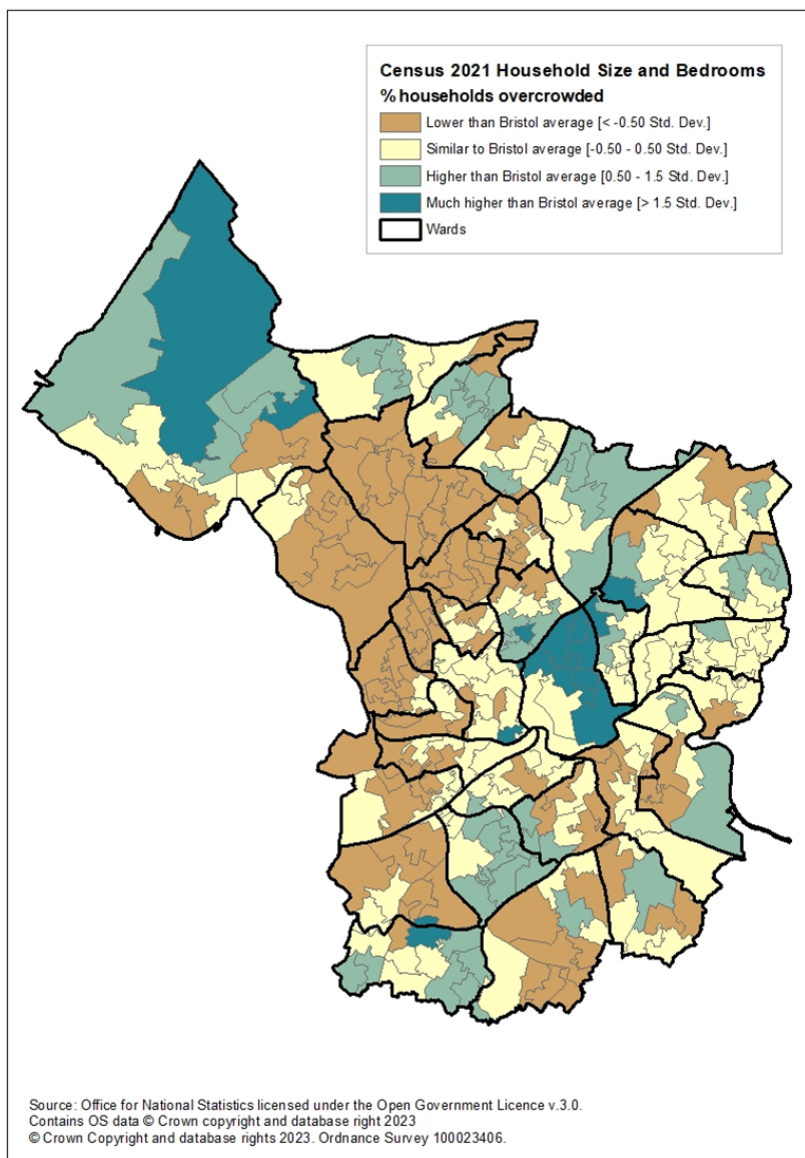 Census 2021 Household Size and Bedrooms
% households overcrowded
Lower than Bristol average [< -0.50 Std. Dev.]
Similar to Bristol average [-0.50 - 0.50 Std. Dev.]
Higher than Bristol average [0.50 - 1.5 Std. Dev.]
Much higher than Bristol average [> 1.5 Std. Dev.]
Wards
Source: Office for National Statistics licensed under the Open Government Licence v.3.0.
Contains OS data © Crown copyright and database right 2023
© Crown Copyright and database rights 2023. Ordnance Survey 100023406.